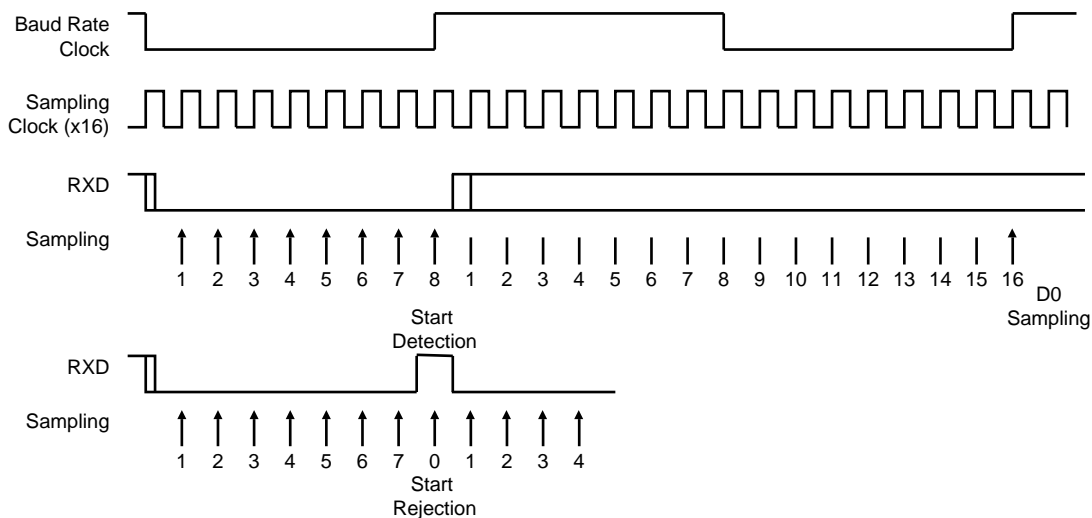 Baud Rate
Clock
Sampling
Clock (x16)
RXD
Sampling
1 2 3 4 5 6 7 8 1 2 3 4 5 6 7 8 9 10 11 12 13 14 15 16
D0
Sampling
Start
Detection
RXD
Sampling
1 2 3 4 5 6 7 0 1 2 3 4
Start
Rejection